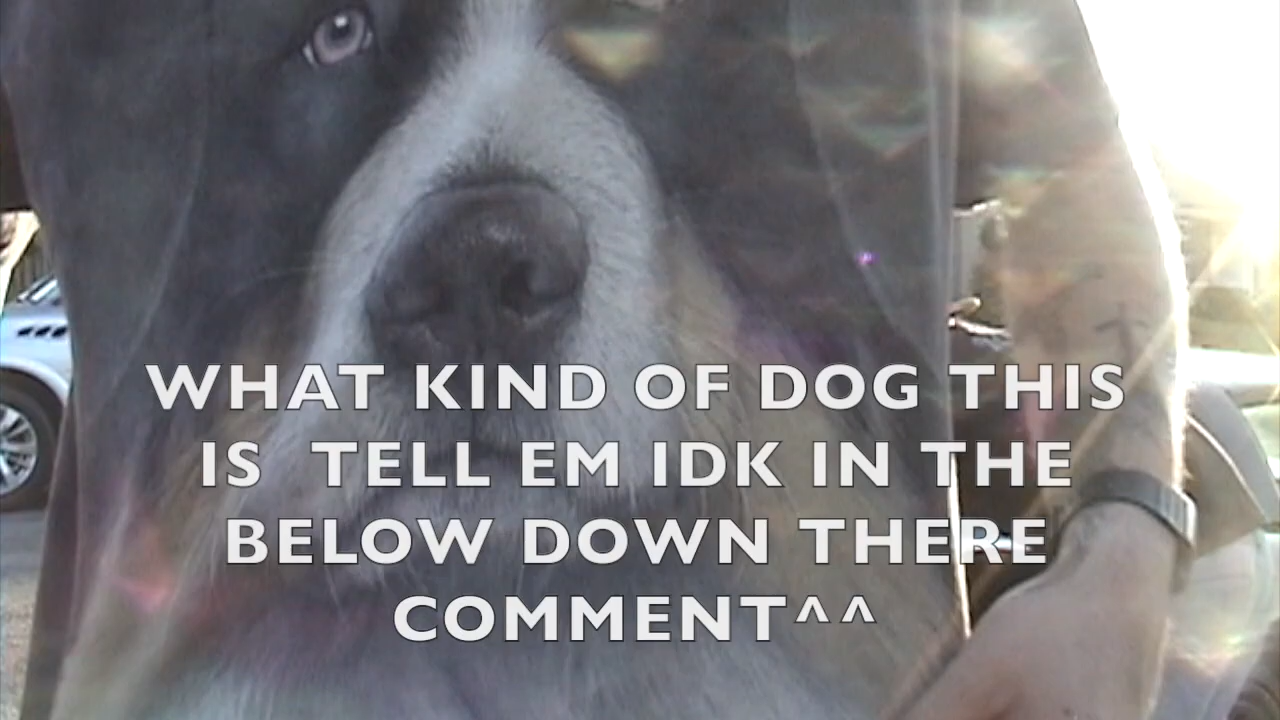 WHAT KIND OF DOG THIS
IS  TELL EM IDK IN THE
BELOW DOWN THERE
COMMENT^^